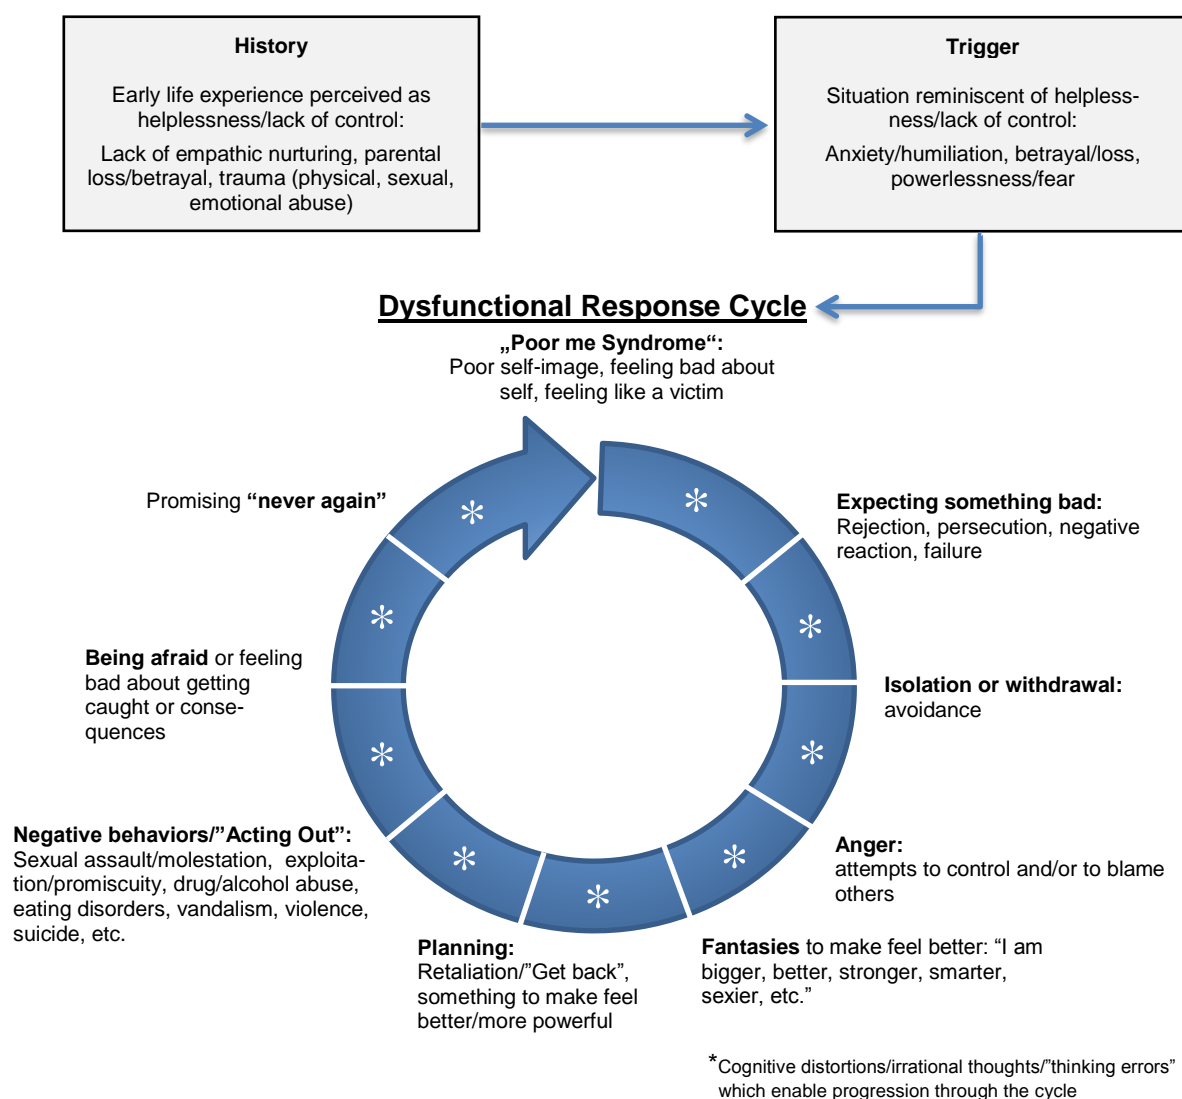 History
Early life experience perceived as
helplessness/lack of control:
Lack of empathic nurturing, parental
loss/betrayal, trauma (physical, sexual,
emotional abuse)
Trigger
Situation reminiscent of helpless-
ness/lack of control:
Anxiety/humiliation, betrayal/loss,
powerlessness/fear
Dysfunctional Response Cycle
„Poor me Syndrome“:
Poor self-image, feeling bad about
self, feeling like a victim
Expecting something bad:
Rejection, persecution, negative
reaction, failure
Isolation or withdrawal:
avoidance
Anger:
attempts to control and/or to blame
others
Fantasies to make feel better: “I am
bigger, better, stronger, smarter,
sexier, etc.”
Planning:
Retaliation/”Get back”,
something to make feel
better/more powerful
Negative behaviors/”Acting Out”:
Sexual assault/molestation, exploita-
tion/promiscuity, drug/alcohol abuse,
eating disorders, vandalism, violence,
suicide, etc.
Being afraid or feeling
bad about getting
caught or conse-
quences
Promising “never again”
*
*
*
*
*
*
*
*
*
*Cognitive distortions/irrational thoughts/”thinking errors”
which enable progression through the cycle